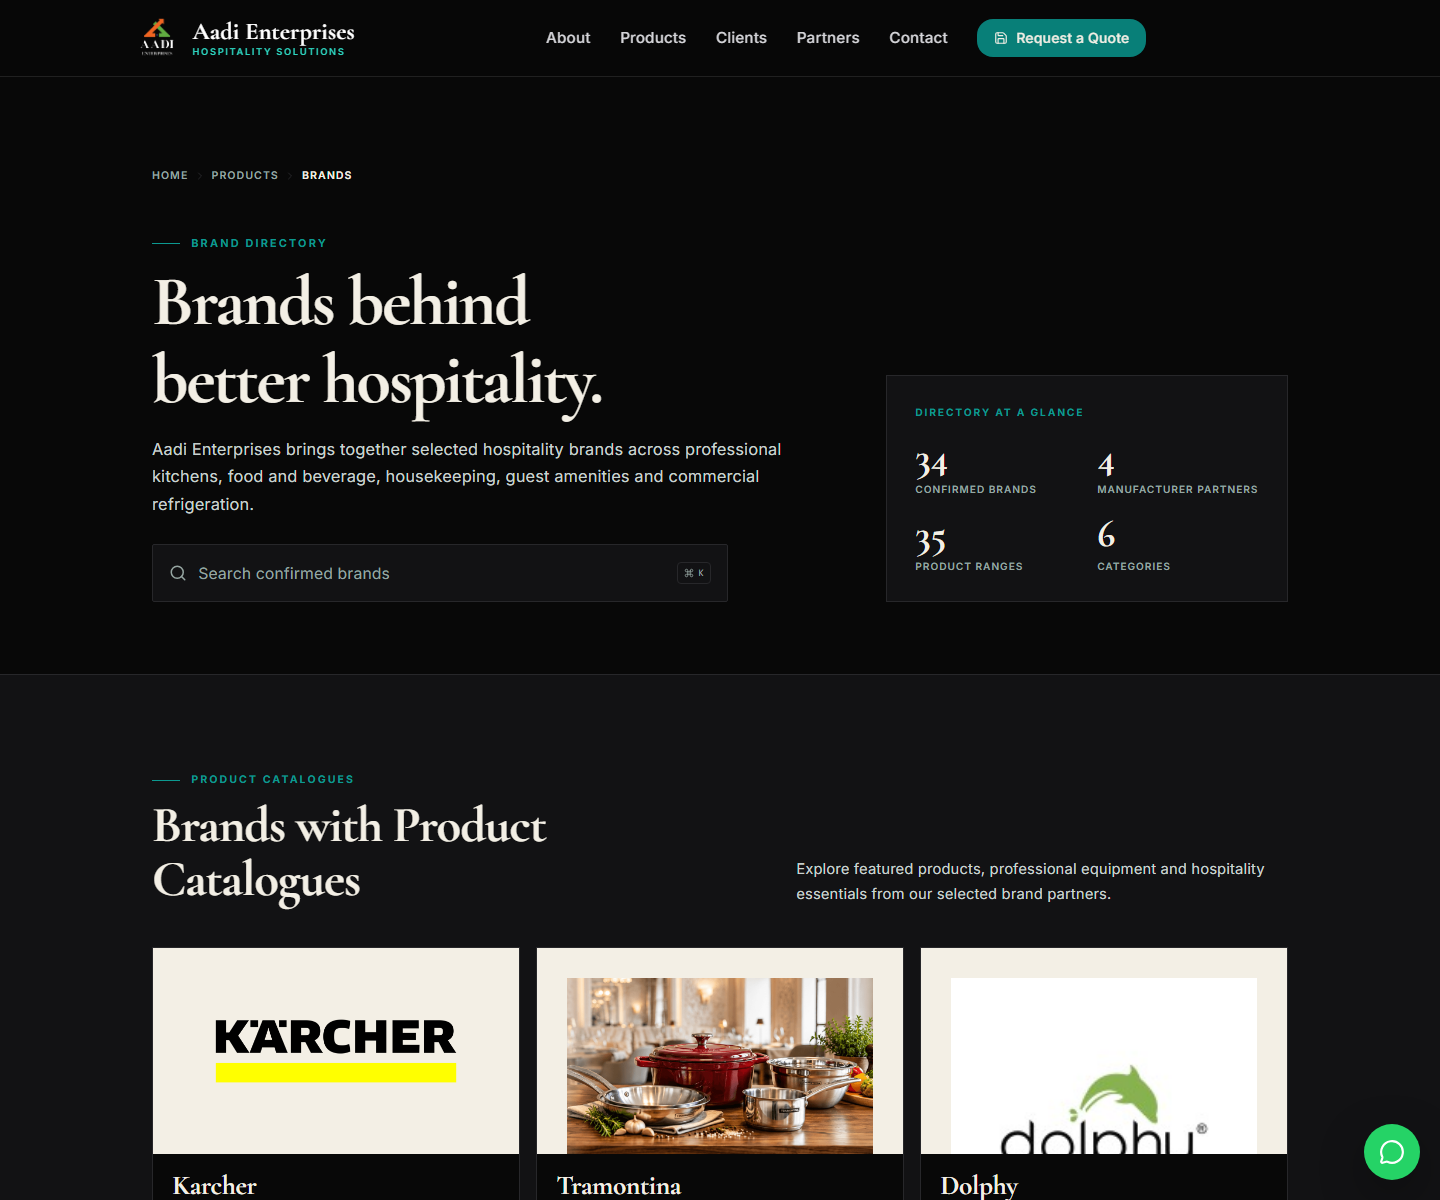 AADI
ENTERPRISES
Aadi Enterprises
HOSPITALITY SOLUTIONS
About
Products
Clients
Partners
Contact
Request a Quote
HOME
PRODUCTS
BRANDS
BRAND DIRECTORY
Brands behind
better hospitality.
Aadi Enterprises brings together selected hospitality brands across professional
kitchens, food and beverage, housekeeping, guest amenities and commercial
refrigeration.
Search confirmed brands
⌘ K
DIRECTORY AT A GLANCE
34
CONFIRMED BRANDS
4
MANUFACTURER PARTNERS
35
PRODUCT RANGES
6
CATEGORIES
PRODUCT CATALOGUES
Brands with Product
Catalogues
Explore featured products, professional equipment and hospitality
essentials from our selected brand partners.
KÄRCHER
dolphy®
Karcher
Tramontina
Dolphy